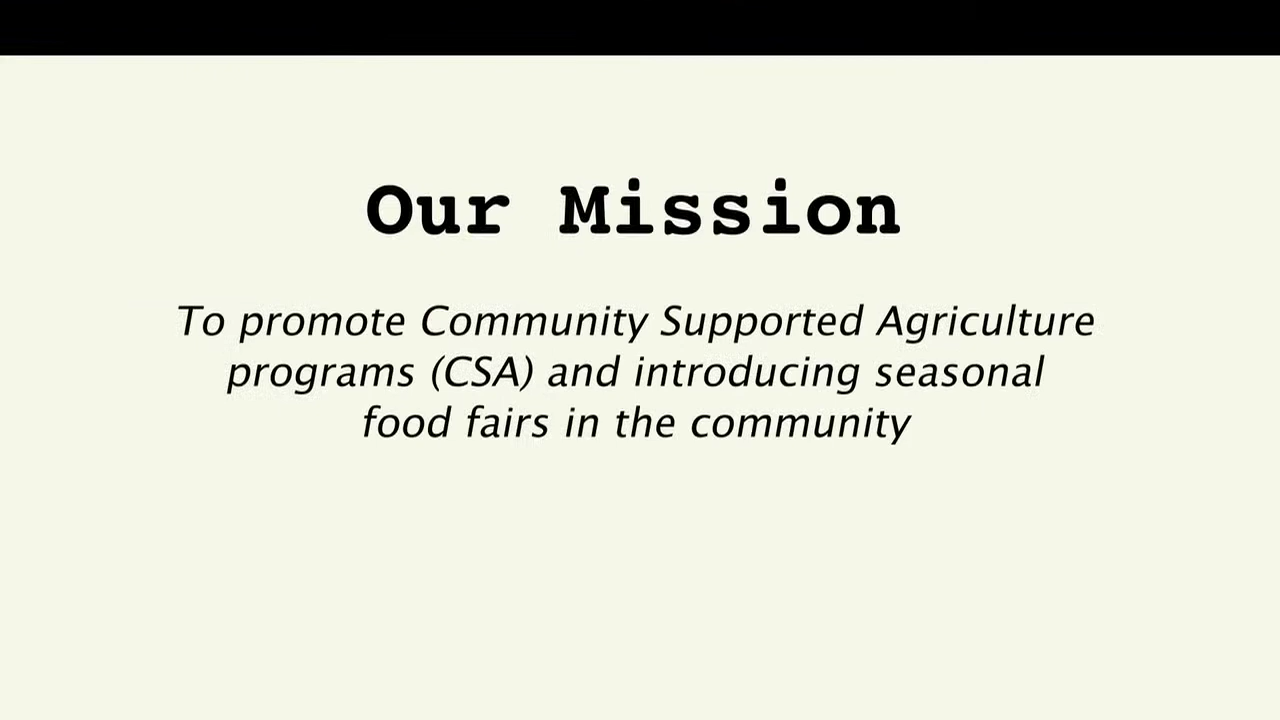 Our Mission
To promote Community Supported Agriculture
programs (CSA) and introducing seasonal
food fairs in the community